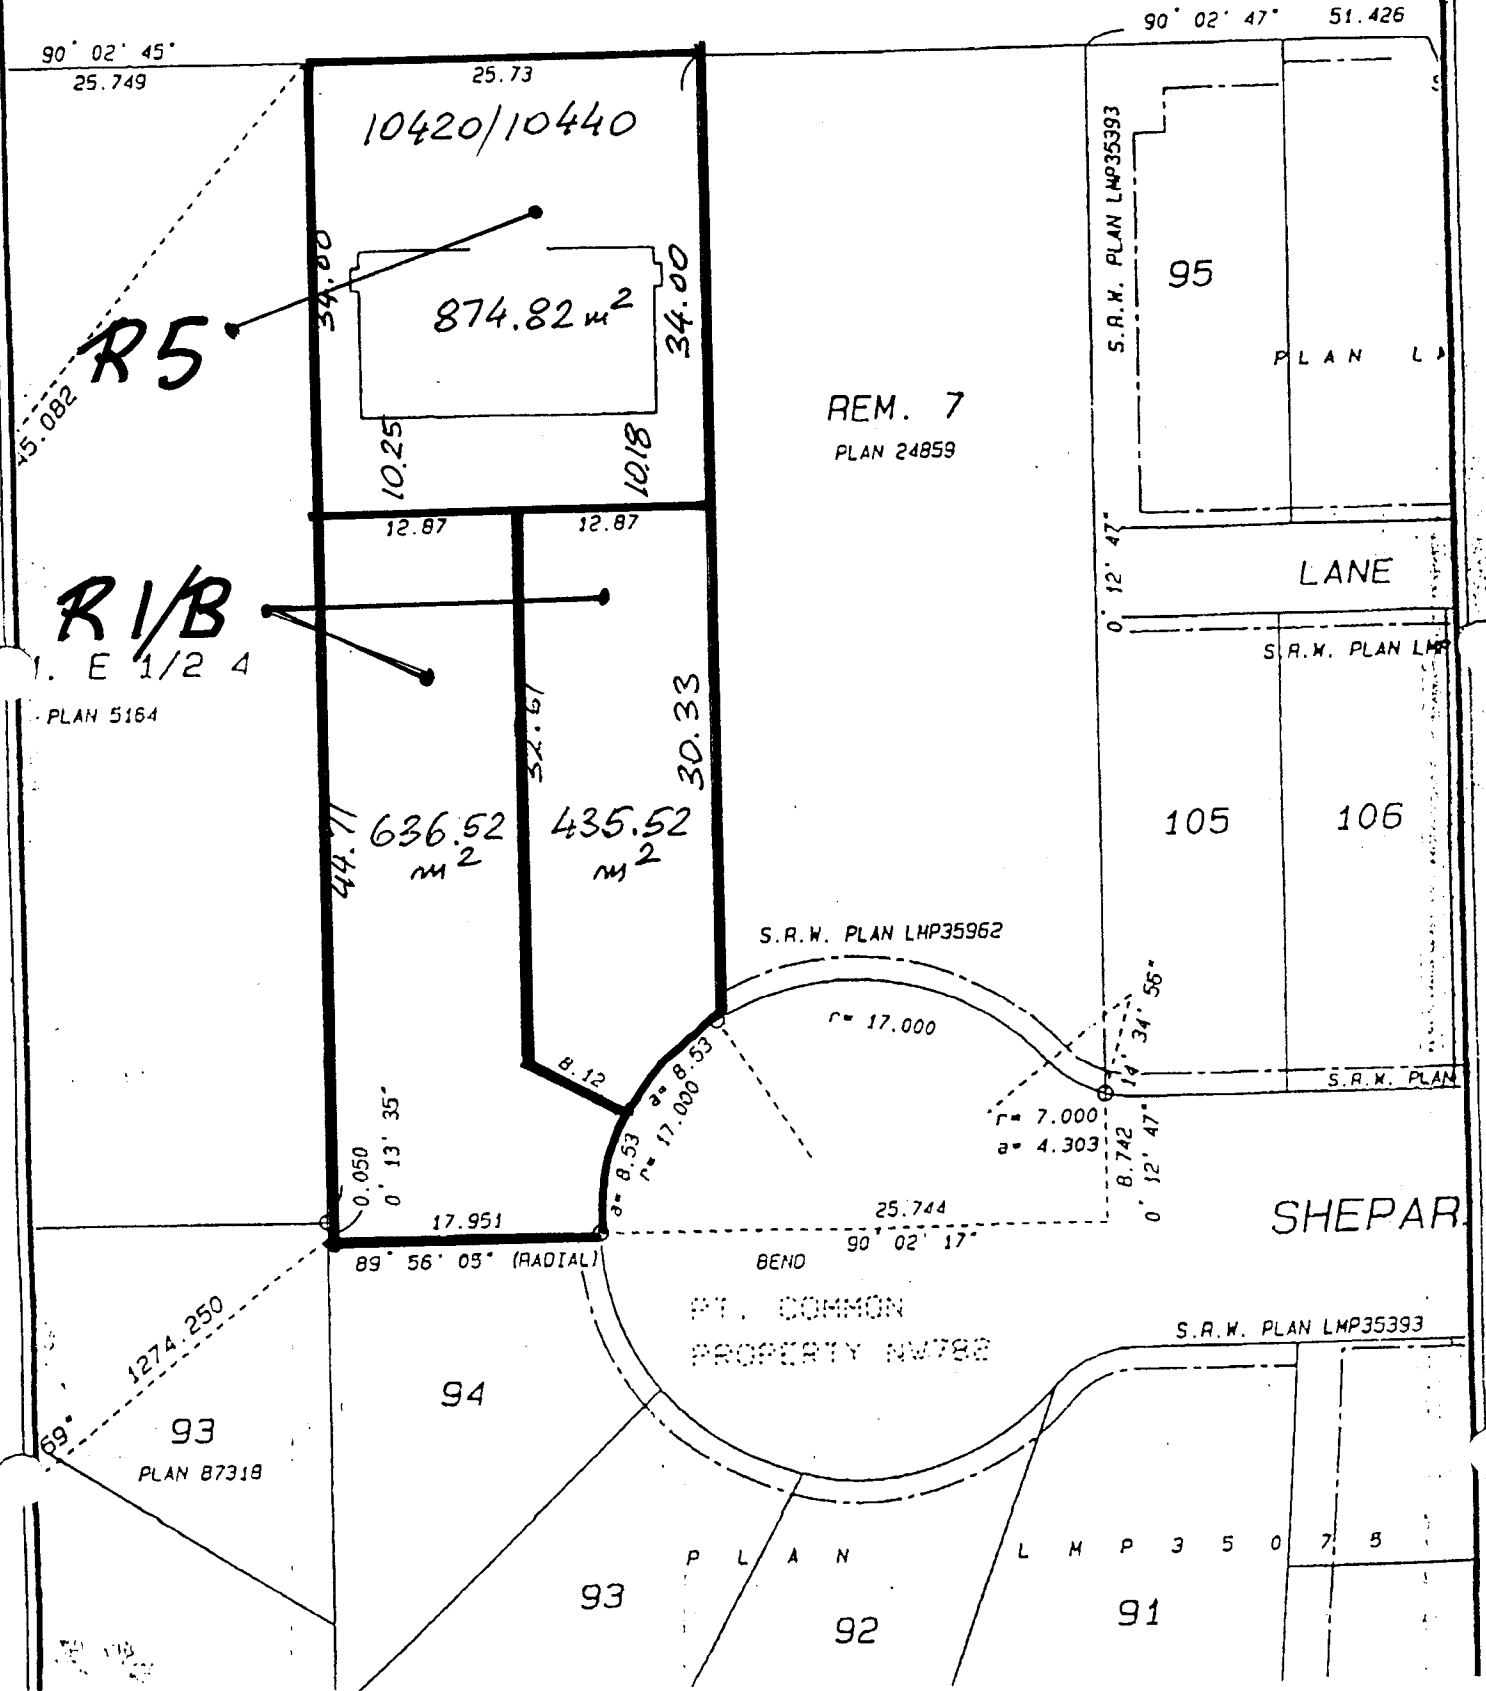 90° 02' 45"
25.749
25.73
90° 02' 47" 51.426
10420/10440
S.R.W. PLAN LMP35393
34.00
874.82 m²
34.00
95
R5
PLAN
REM. 7
PLAN 24859
10.25
10.18
12.87
12.87
0° 12' 47"
LANE
R1/B
E 1/2 4
PLAN 5164
S.R.W. PLAN LMP
32.61
30.33
44.71
636.52
m²
435.52
m²
105
106
S.R.W. PLAN LMP35962
r= 17.000
14' 34' 56"
8.12
a= 8.53
r= 17.000
a= 8.53
S.R.W. PLAN
r= 7.000
a= 4.303
8.742
0° 12' 47"
0.050
0° 13' 35"
17.951
89° 56' 05" (RADIAL)
25.744
90° 02' 17"
BEND
SHEPAR
PT. COMMON
PROPERTY NW782
S.R.W. PLAN LMP35393
1274.250
69"
93
PLAN 87318
94
PLAN LMP35075
93
92
91